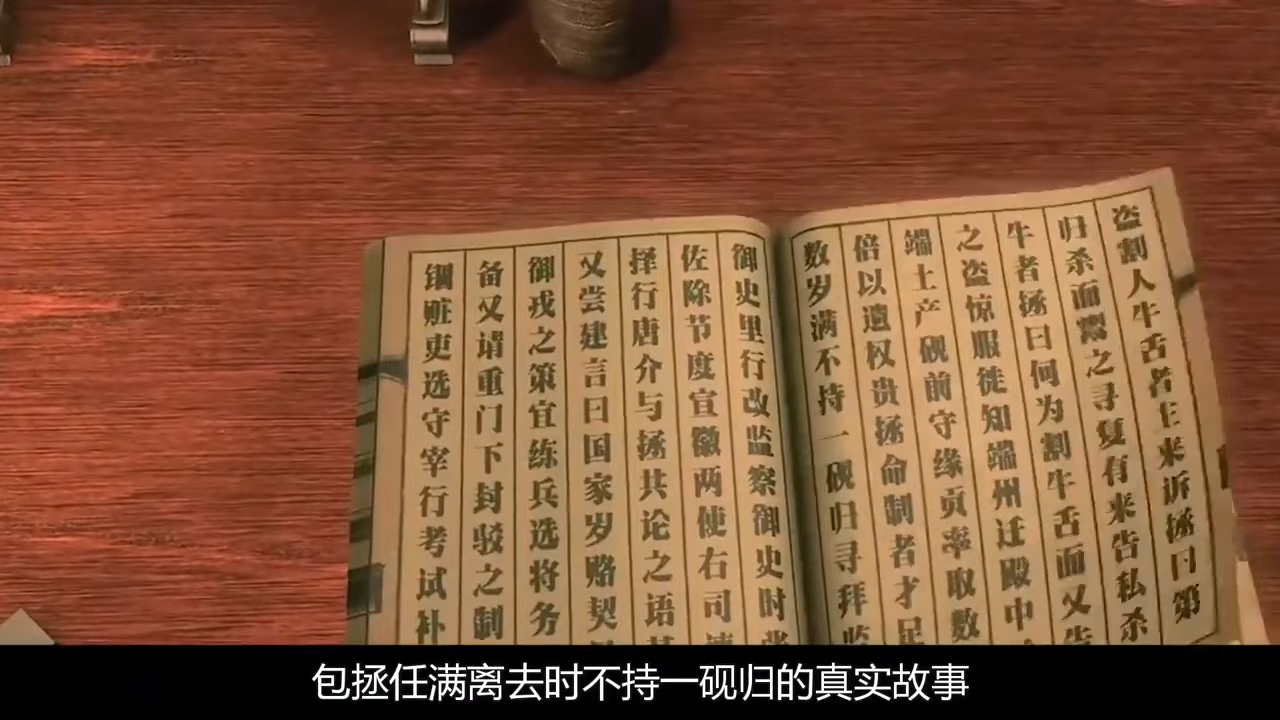 盗割人牛舌者主来诉拯曰第
归杀而鬻之寻复有来告私杀
牛者拯曰何为割牛舌而又告
之盗惊服徙知端州迁殿中
端土产砚前守缘贡率取数
倍以遗权贵拯命制者才足
数岁满不持一砚归寻拜监
御史里行改监察御史时张
佐除节度宣徽两使右司
择行唐介与拯共论之语甚
又尝建言曰国家岁赂契
御戎之策宜练兵选将务
备又请重门下封驳之制
锢赃吏选守宰行考试补
包拯任满离去时不持一砚归的真实故事